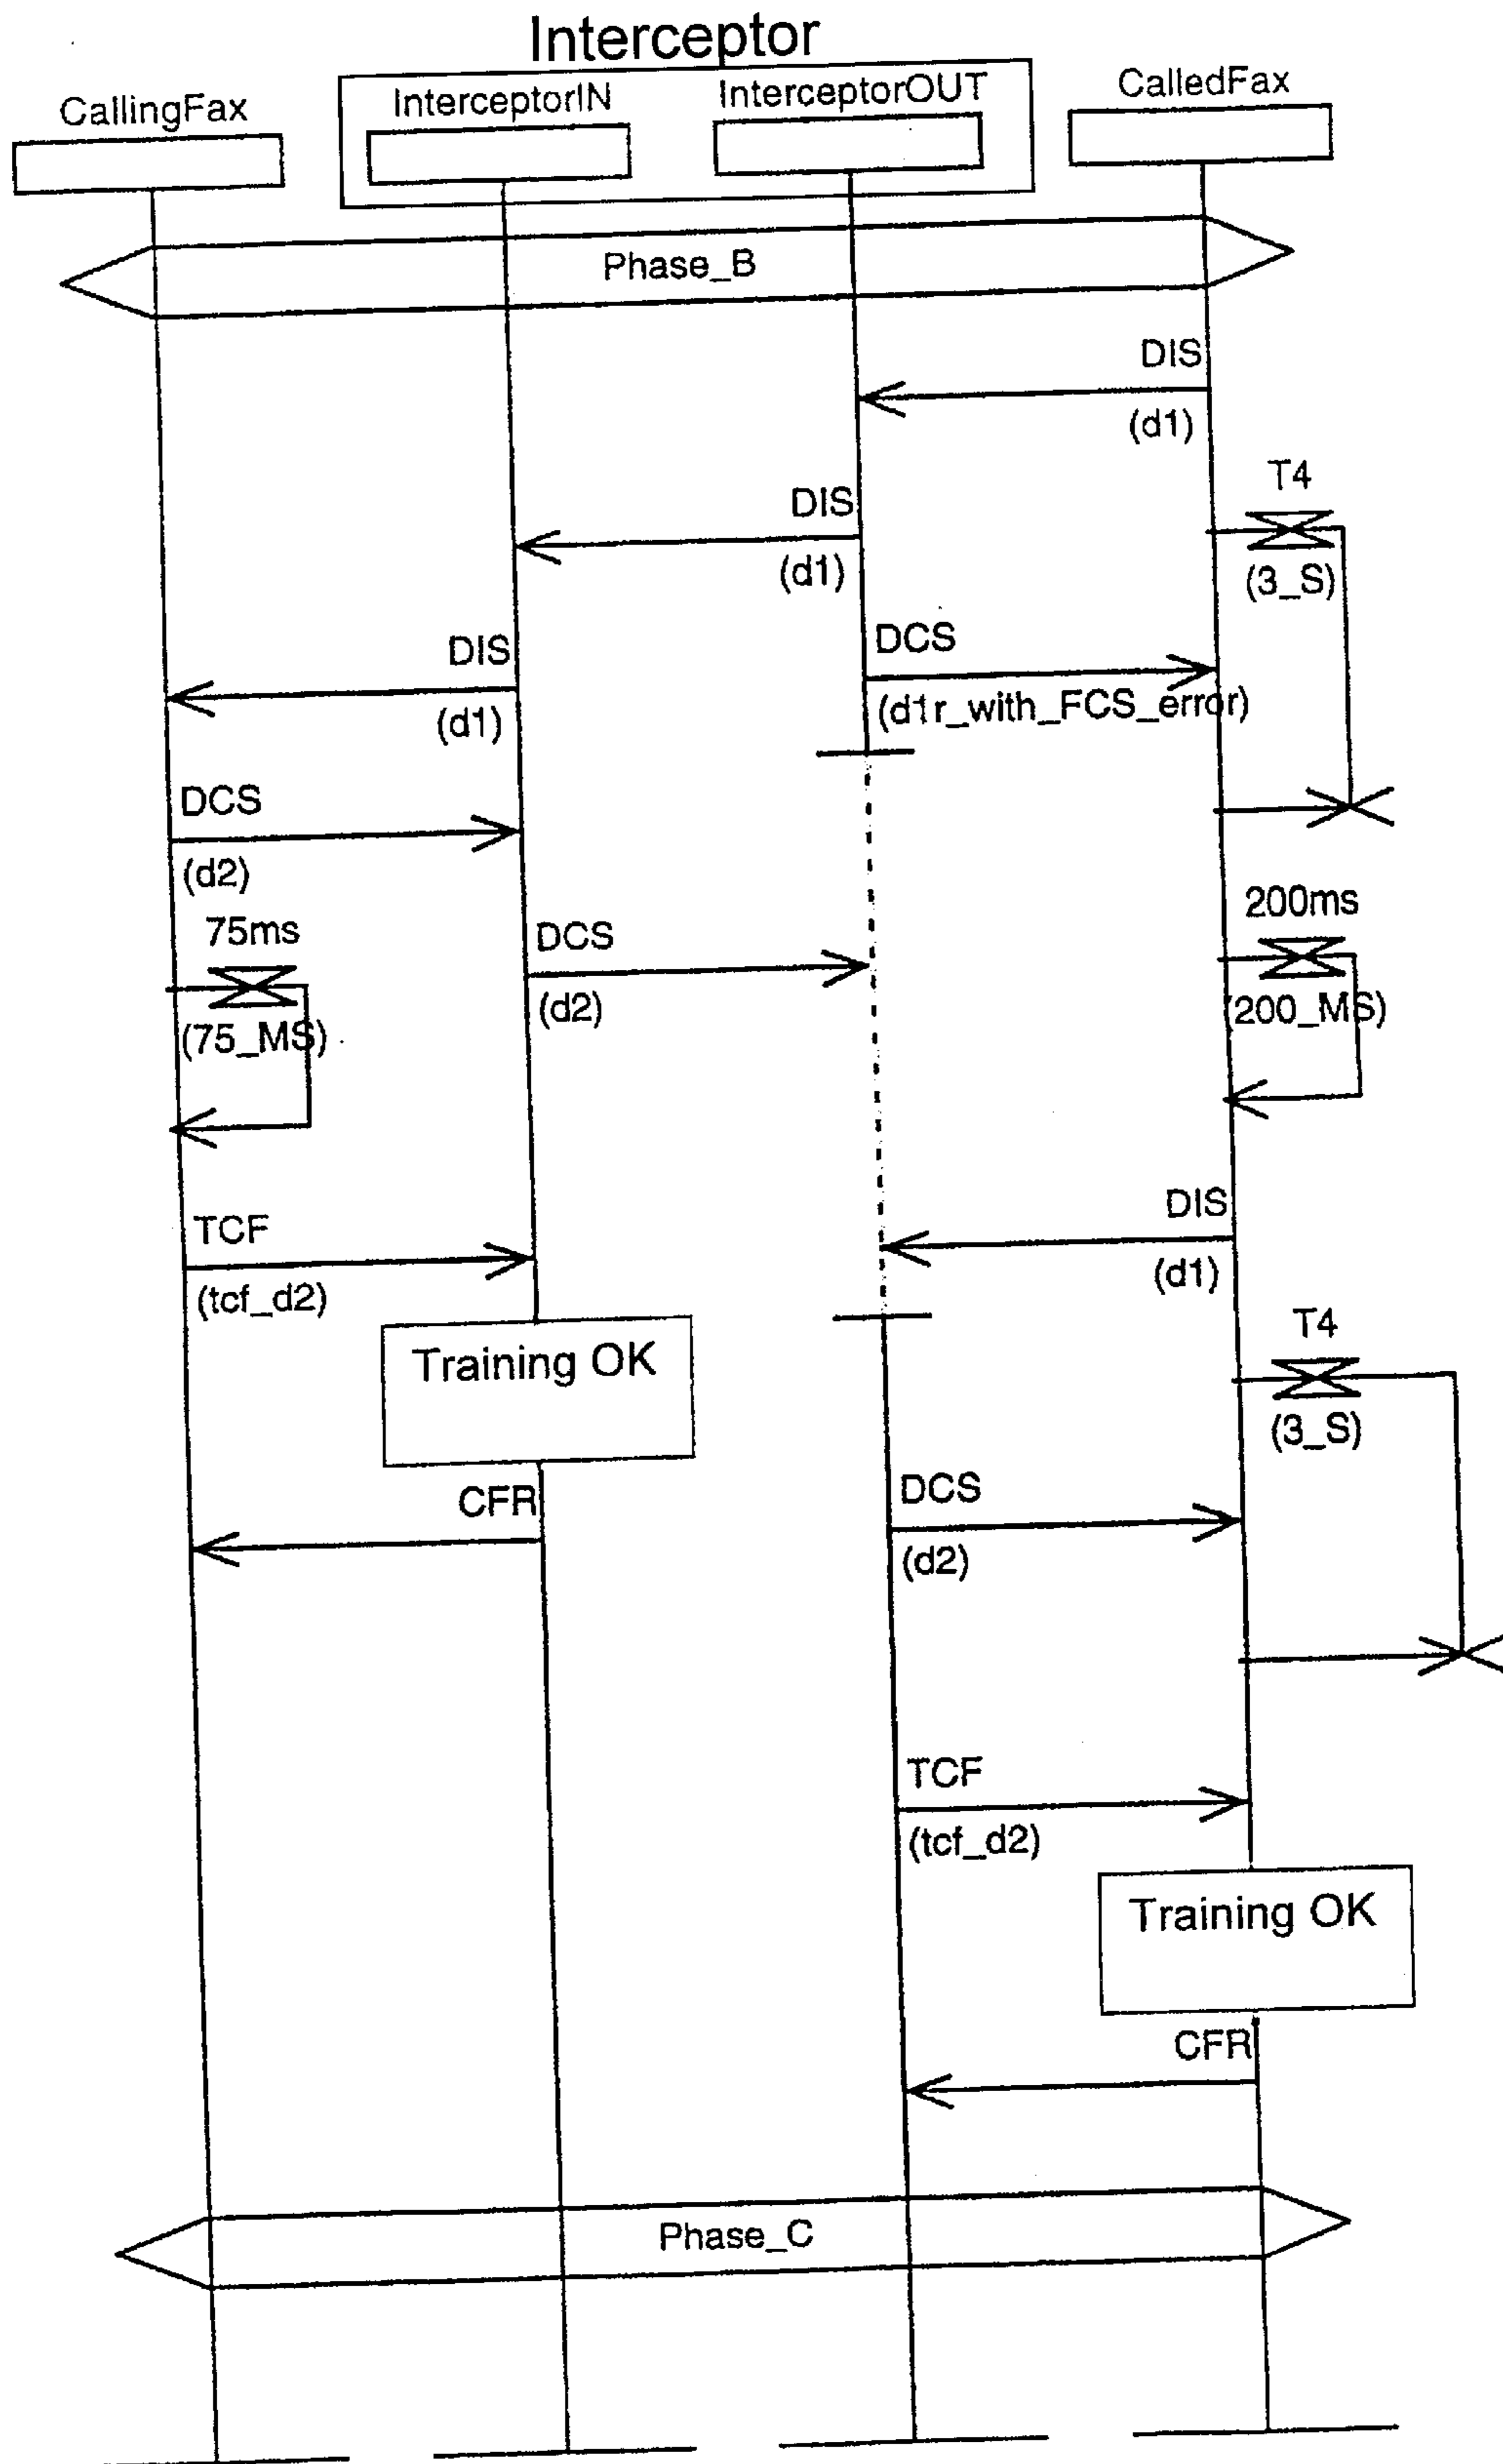 Interceptor
CallingFax
InterceptorIN
InterceptorOUT
CalledFax
Phase_B
DIS
(d1)
T4
(3_S)
DIS
(d1)
DCS
(d1r_with_FCS_error)
DIS
(d1)
DCS
(d2)
75ms
(75_MS)
DCS
(d2)
200ms
(200_MS)
DIS
(d1)
TCF
(tcf_d2)
T4
(3_S)
Training OK
CFR
DCS
(d2)
TCF
(tcf_d2)
Training OK
CFR
Phase_C